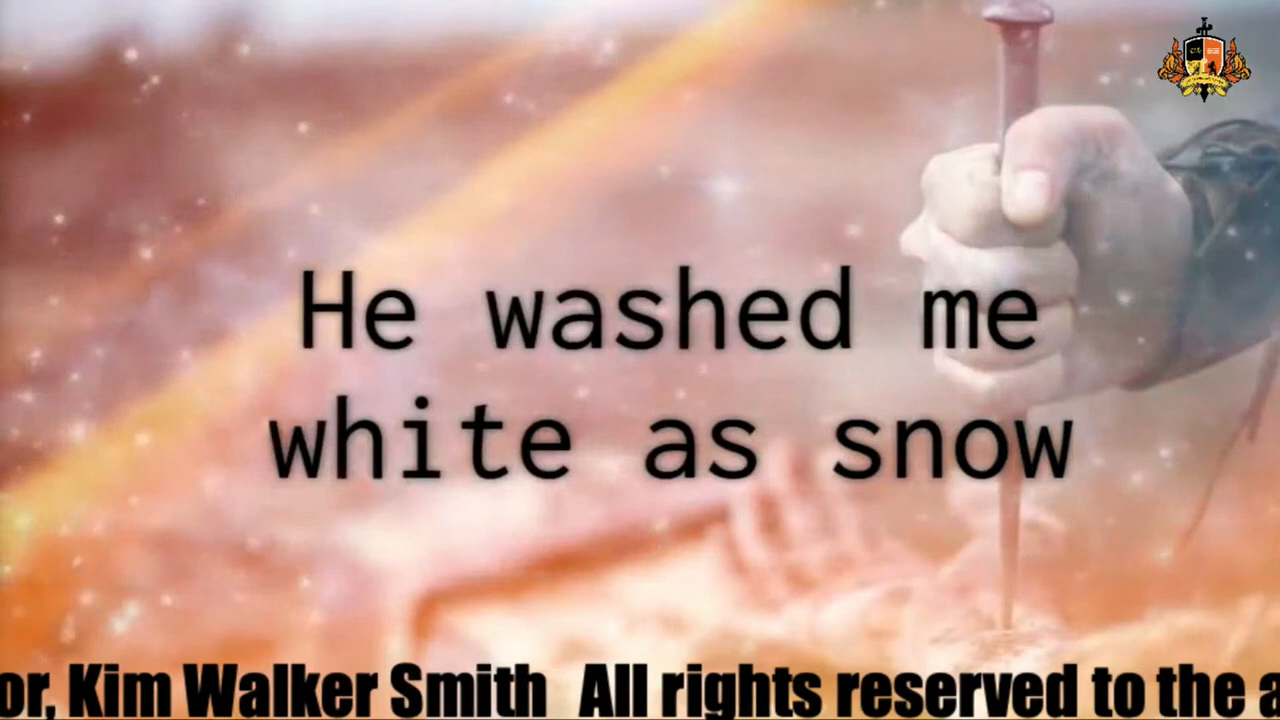 He washed me
white as snow
or, Kim Walker Smith All rights reserved to the a